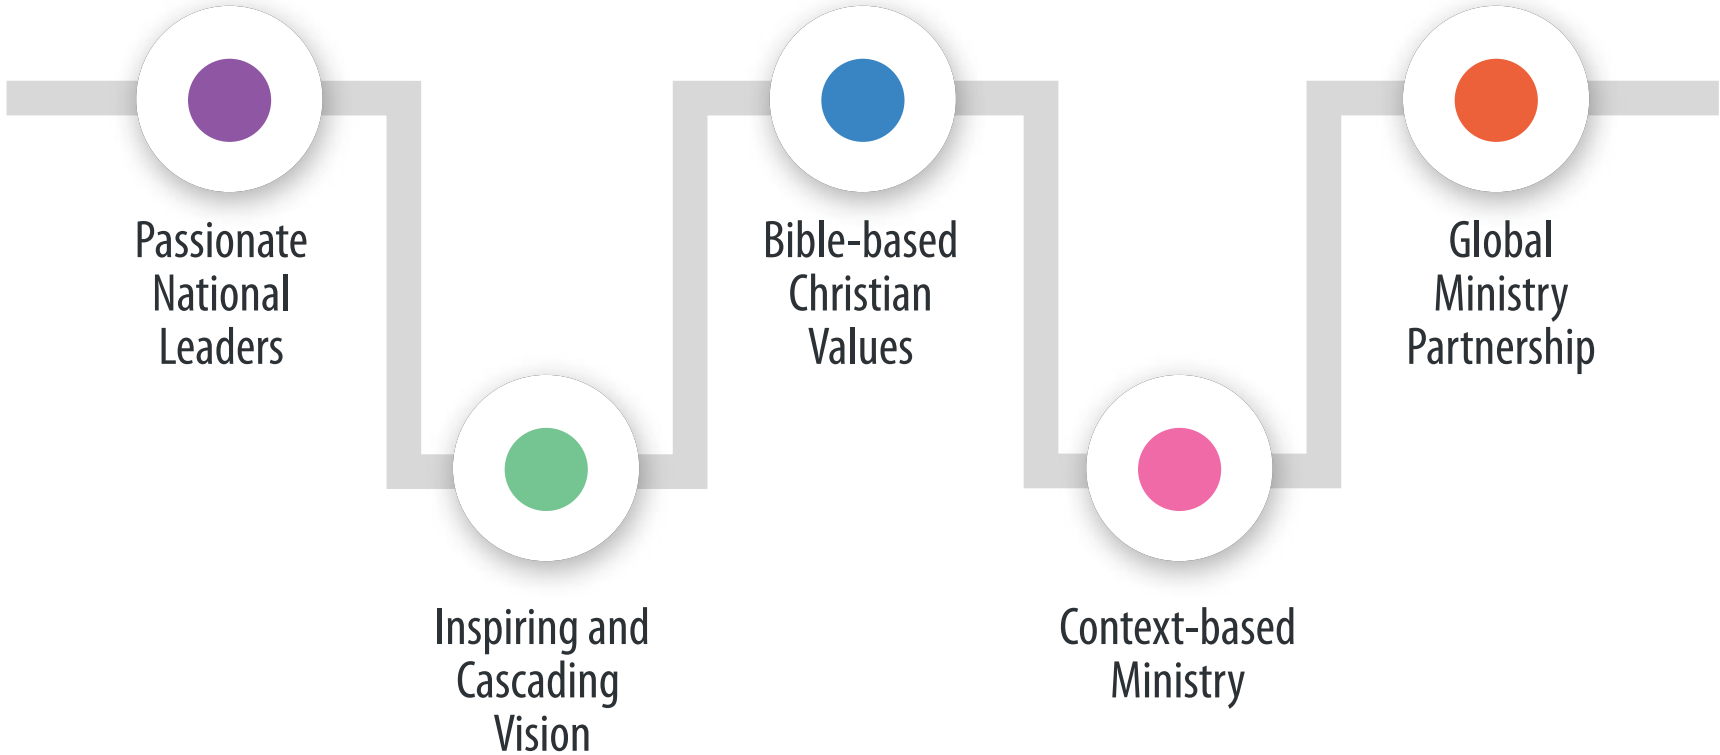 Passionate
National
Leaders
Inspiring and
Cascading
Vision
Bible-based
Christian
Values
Context-based
Ministry
Global
Ministry
Partnership